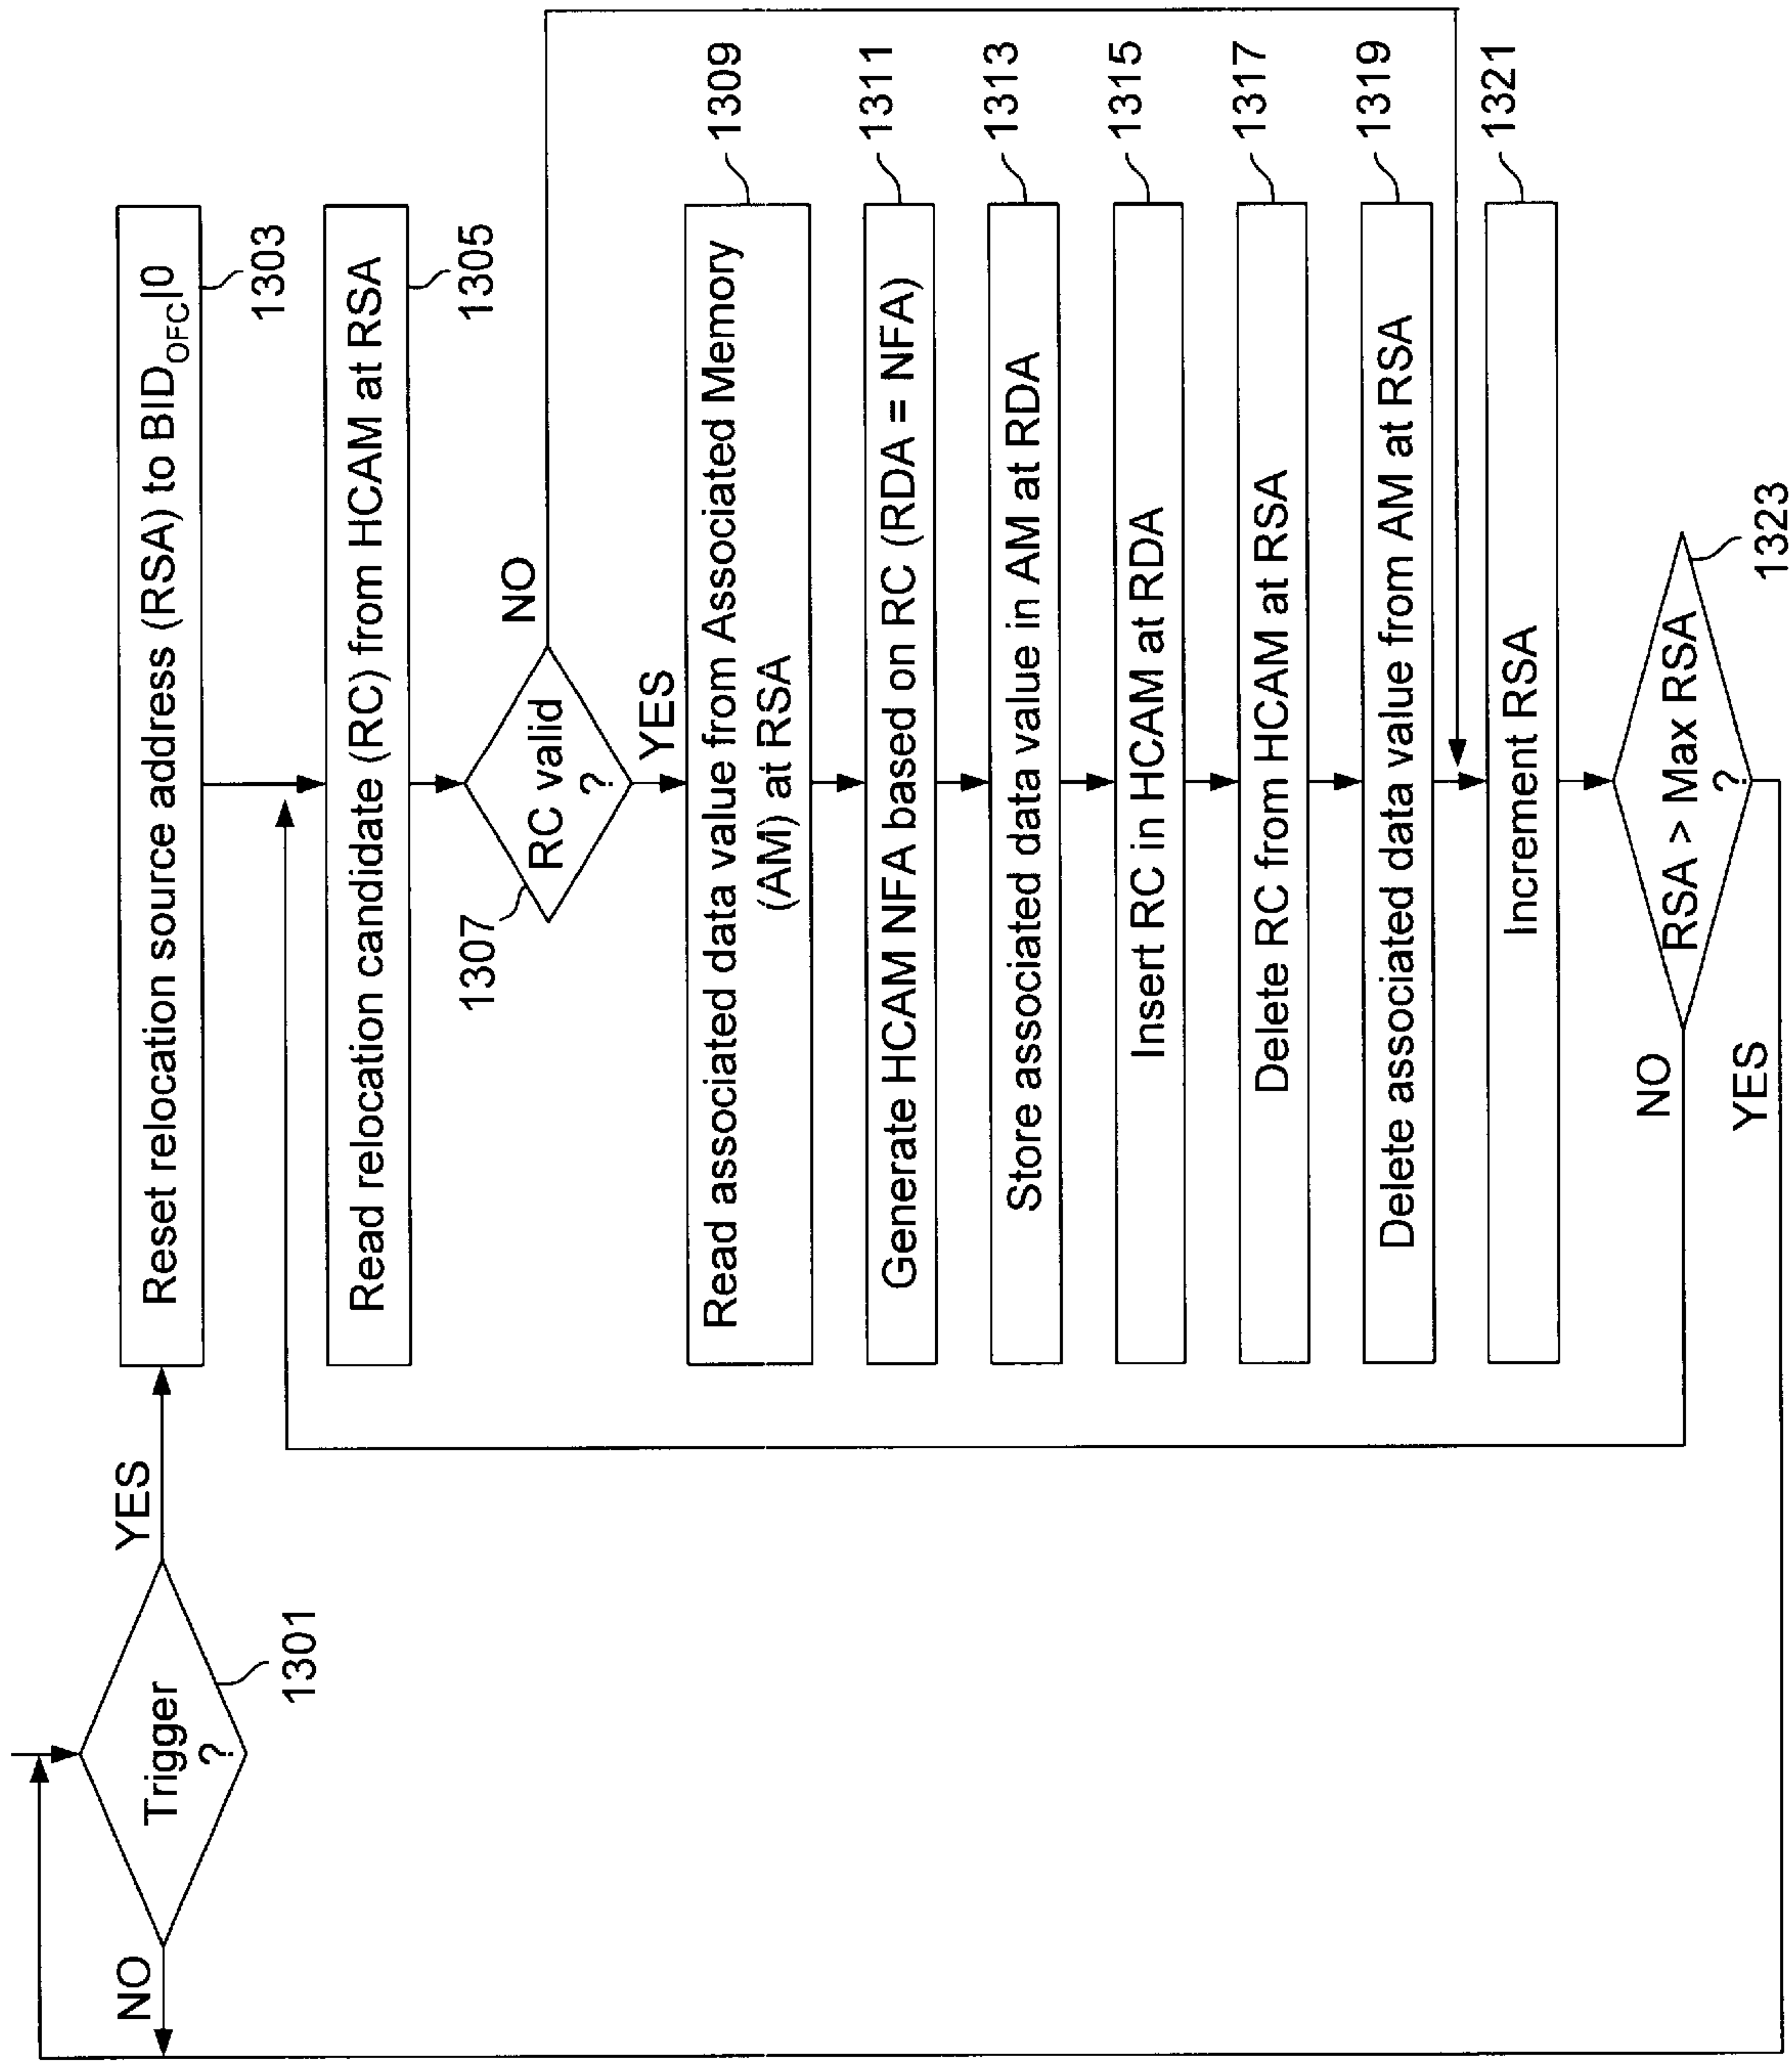 Trigger
?
1301
YES
NO
Reset relocation source address (RSA) to BID_OFC|0
1303
Read relocation candidate (RC) from HCAM at RSA
1305
RC valid
?
1307
NO
YES
Read associated data value from Associated Memory
(AM) at RSA
1309
Generate HCAM NFA based on RC (RDA = NFA)
1311
Store associated data value in AM at RDA
1313
Insert RC in HCAM at RDA
1315
Delete RC from HCAM at RSA
1317
Delete associated data value from AM at RSA
1319
Increment RSA
1321
RSA > Max RSA
?
1323
NO
YES